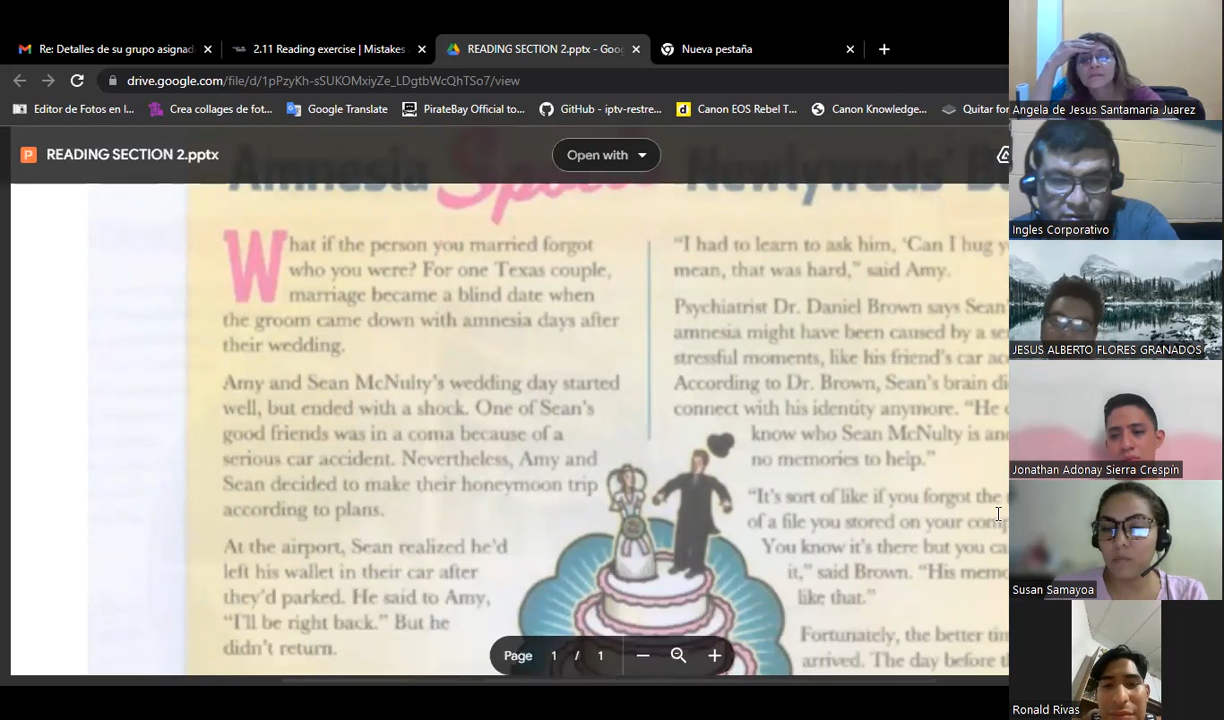 Re: Detalles de su grupo asignad
2.11 Reading exercise | Mistakes
READING SECTION 2.pptx - Goo
Nueva pestaña
drive.google.com/file/d/1pPzyKh-sSUKOMxiyZe_LDgtbWcQhTSo7/view
Editor de Fotos en l...
Crea collages de fot...
Google Translate
PirateBay Official to...
GitHub - iptv-restre...
Canon EOS Rebel T...
Canon Knowledge...
Quitar for
READING SECTION 2.pptx
Open with
Amnesia Newlyweds'
What if the person you married forgot
who you were? For one Texas couple,
marriage became a blind date when
the groom came down with amnesia days after
their wedding.
Amy and Sean McNulty's wedding day started
well, but ended with a shock. One of Sean's
good friends was in a coma because of a
serious car accident. Nevertheless, Amy and
Sean decided to make their honeymoon trip
according to plans.
At the airport, Sean realized he'd
left his wallet in their car after
they'd parked. He said to Amy,
"I'll be right back." But he
didn't return.
"I had to learn to ask him, 'Can I hug y
mean, that was hard," said Amy.
Psychiatrist Dr. Daniel Brown says Sean
amnesia might have been caused by a se
stressful moments, like his friend's car ac
According to Dr. Brown, Sean's brain di
connect with his identity anymore. "He
know who Sean McNulty is an
no memories to help."
"It's sort of like if you forgot the
of a file you stored on your com
You know it's there but you ca
it," said Brown. "His memo
like that."
Fortunately, the better tim
arrived. The day before t
Page 1 / 1
Angela de Jesus Santamaria Juarez
Ingles Corporativo
JESUS ALBERTO FLORES GRANADOS
Jonathan Adonay Sierra Crespín
Susan Samayoa
Ronald Rivas